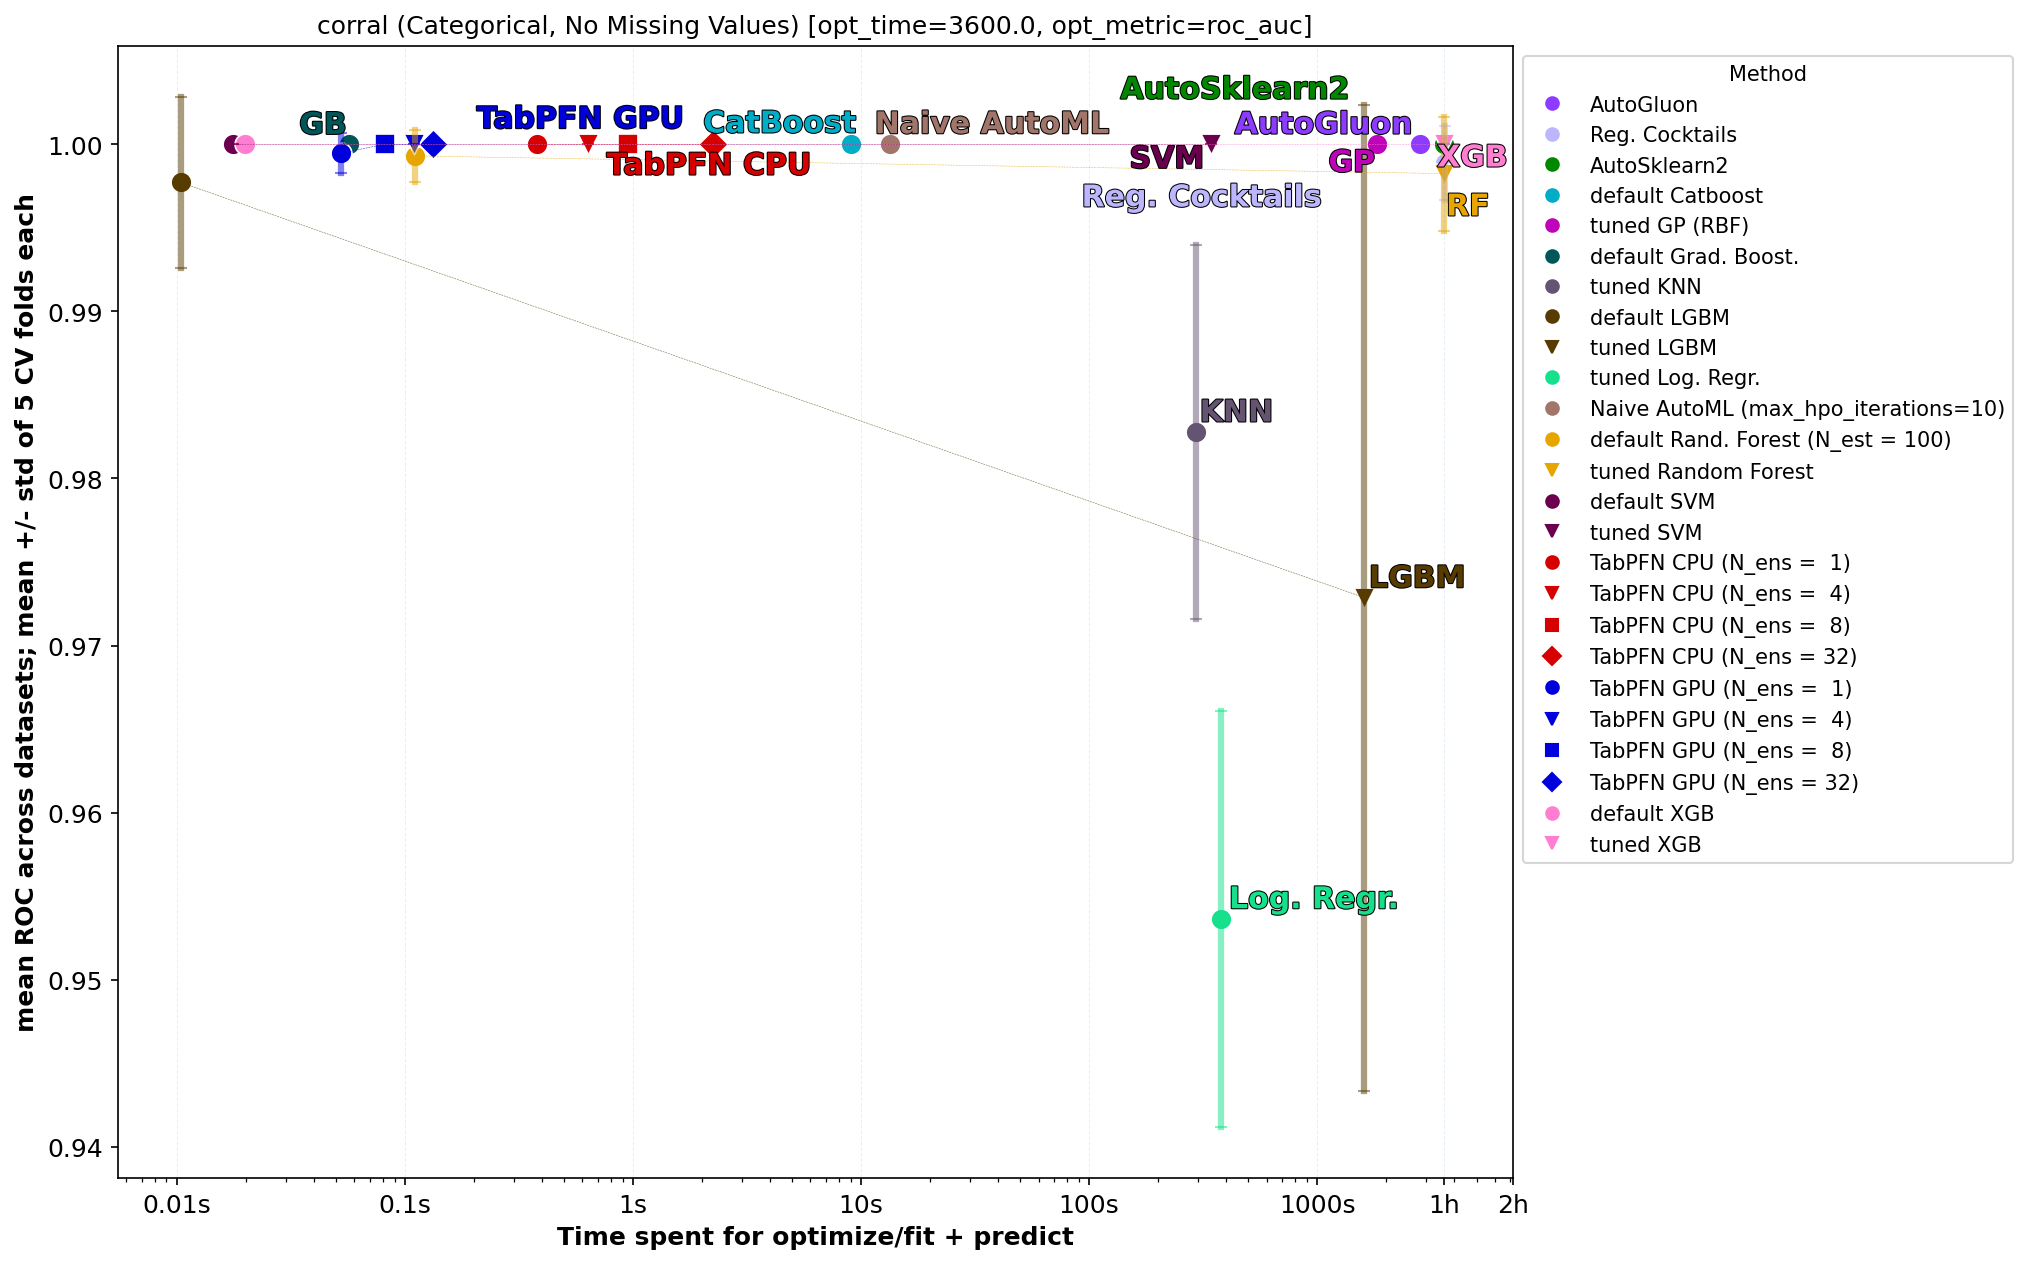 corral (Categorical, No Missing Values) [opt_time=3600.0, opt_metric=roc_auc]
mean ROC across datasets; mean +/- std of 5 CV folds each
1.00
0.99
0.98
0.97
0.96
0.95
0.94
AutoSklearn2
GB
TabPFN GPU
CatBoost
Naive AutoML
AutoGluon
TabPFN CPU
SVM
GP
XGB
Reg. Cocktails
RF
KNN
LGBM
Log. Regr.
0.01s
0.1s
1s
10s
100s
1000s
1h
2h
Time spent for optimize/fit + predict
Method
AutoGluon
Reg. Cocktails
AutoSklearn2
default Catboost
tuned GP (RBF)
default Grad. Boost.
tuned KNN
default LGBM
tuned LGBM
tuned Log. Regr.
Naive AutoML (max_hpo_iterations=10)
default Rand. Forest (N_est = 100)
tuned Random Forest
default SVM
tuned SVM
TabPFN CPU (N_ens =  1)
TabPFN CPU (N_ens =  4)
TabPFN CPU (N_ens =  8)
TabPFN CPU (N_ens = 32)
TabPFN GPU (N_ens =  1)
TabPFN GPU (N_ens =  4)
TabPFN GPU (N_ens =  8)
TabPFN GPU (N_ens = 32)
default XGB
tuned XGB